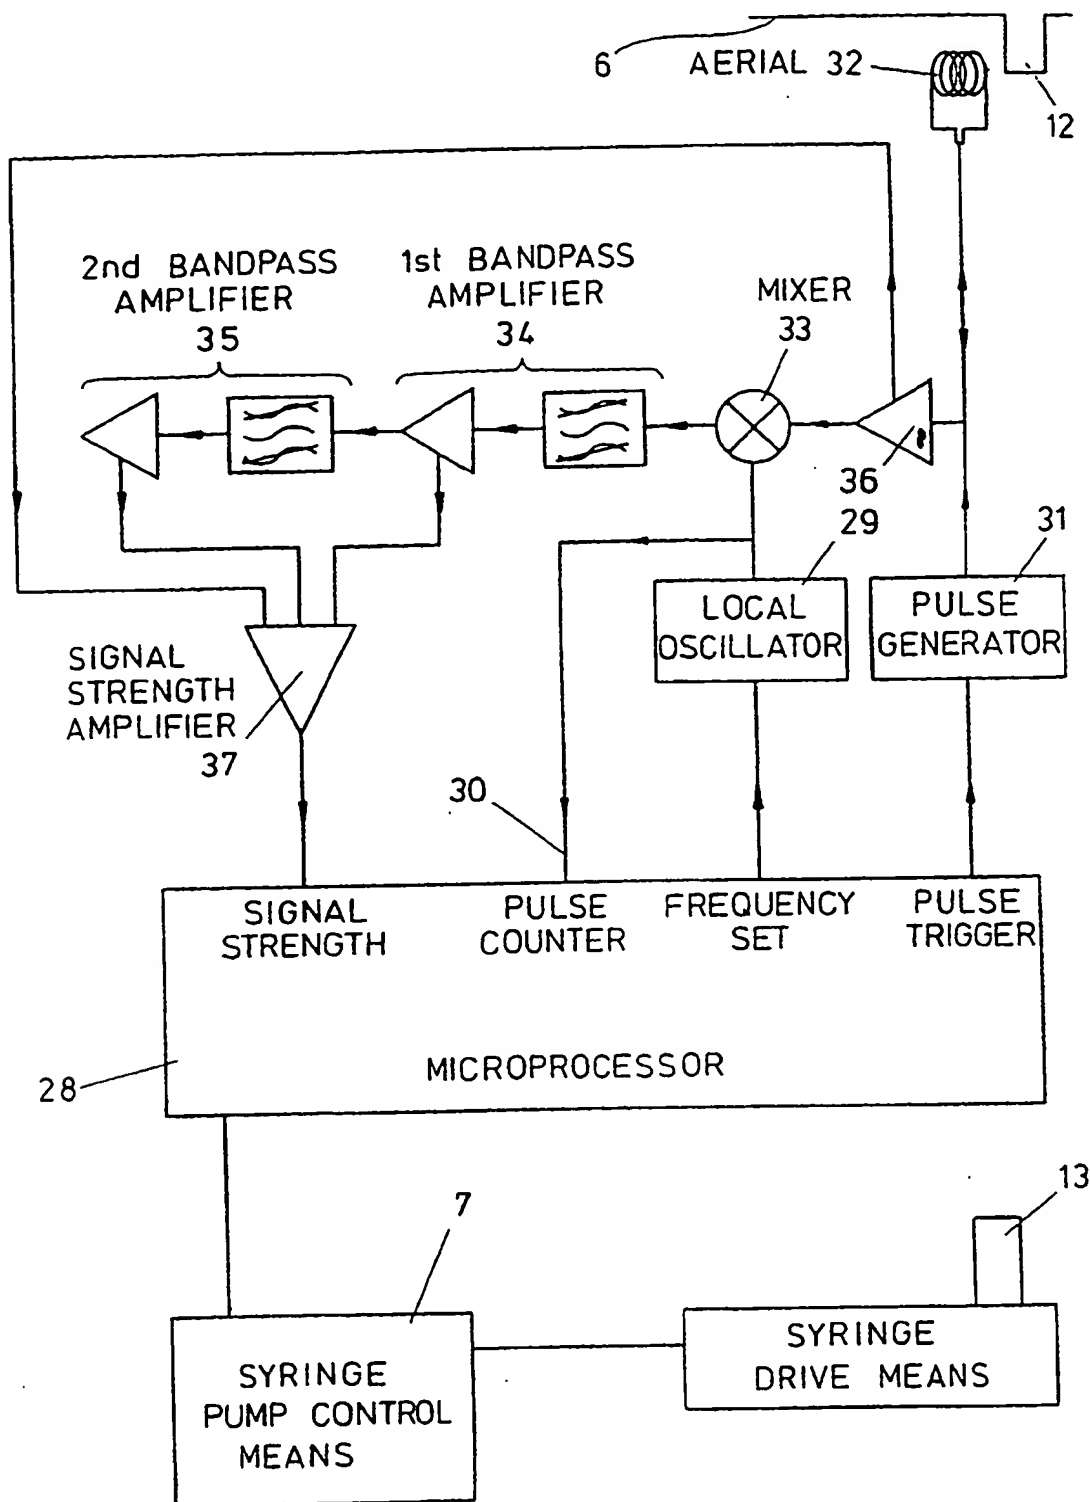 6
AERIAL 32
12
2nd BANDPASS
AMPLIFIER
35
1st BANDPASS
AMPLIFIER
34
MIXER
33
36
29
31
LOCAL
OSCILLATOR
PULSE
GENERATOR
SIGNAL
STRENGTH
AMPLIFIER
37
30
SIGNAL
STRENGTH
PULSE
COUNTER
FREQUENCY
SET
PULSE
TRIGGER
MICROPROCESSOR
28
7
13
SYRINGE
PUMP CONTROL
MEANS
SYRINGE
DRIVE MEANS